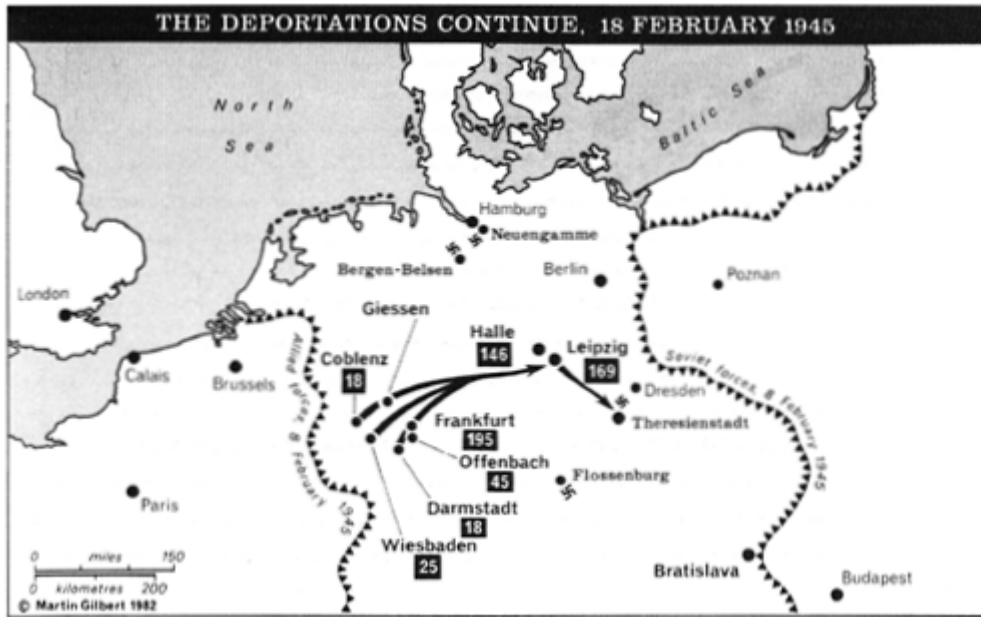 THE DEPORTATIONS CONTINUE, 18 FEBRUARY 1945
North
Sea
Baltic Sea
Hamburg
Neuengamme
Bergen-Belsen
Berlin
Poznan
London
Giessen
Halle
146
Leipzig
169
Coblenz
18
Calais
Brussels
Allied forces, 8 February 1945
Soviet forces, 8 February 1945
Dresden
Theresienstadt
Frankfurt
195
Offenbach
45
Flossenburg
Paris
Darmstadt
18
Wiesbaden
25
Bratislava
Budapest
0 miles 150
0 kilometres 200
© Martin Gilbert 1982